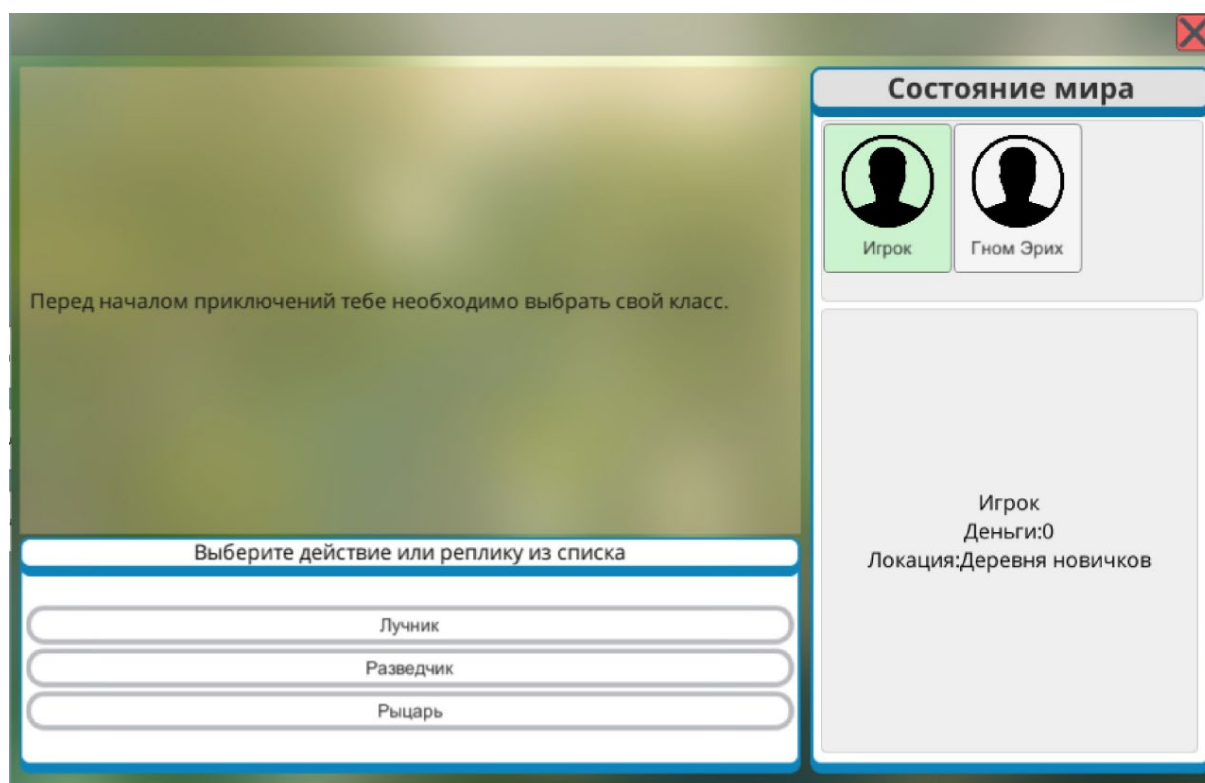 Состояние мира
Игрок
Гном Эрих
Перед началом приключений тебе необходимо выбрать свой класс.
Игрок
Деньги:0
Локация:Деревня новичков
Выберите действие или реплику из списка
Лучник
Разведчик
Рыцарь